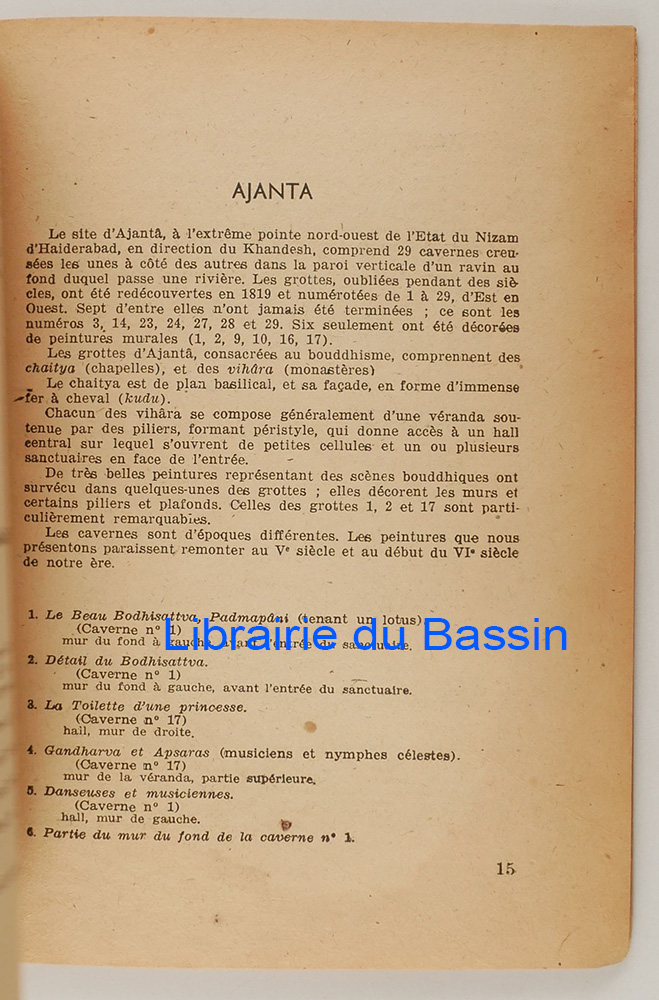 AJANTA
Le site d'Ajantâ, à l'extrême pointe nord-ouest de l'Etat du Nizam
d'Haiderabad, en direction du Khandesh, comprend 29 cavernes creu-
sées les unes à côté des autres dans la paroi verticale d'un ravin au
fond duquel passe une rivière. Les grottes, oubliées pendant des siè-
cles, ont été redécouvertes en 1819 et numérotées de 1 à 29, d'Est en
Ouest. Sept d'entre elles n'ont jamais été terminées ; ce sont les
numéros 3, 14, 23, 24, 27, 28 et 29. Six seulement ont été décorées
de peintures murales (1, 2, 9, 10, 16, 17).
Les grottes d'Ajantâ, consacrées au bouddhisme, comprennent des
chaitya (chapelles), et des vihâra (monastères)
Le chaitya est de plan basilical, et sa façade, en forme d'immense
fer à cheval (kudu).
Chacun des vihâra se compose généralement d'une véranda sou-
tenue par des piliers, formant péristyle, qui donne accès à un hall
central sur lequel s'ouvrent de petites cellules et un ou plusieurs
sanctuaires en face de l'entrée.
De très belles peintures représentant des scènes bouddhiques ont
survécu dans quelques-unes des grottes ; elles décorent les murs et
certains piliers et plafonds. Celles des grottes 1, 2 et 17 sont parti-
culièrement remarquables.
Les cavernes sont d'époques différentes. Les peintures que nous
présentons paraissent remonter au Ve siècle et au début du VIe siècle
de notre ère.
1. Le Beau Bodhisattva, Padmapâni (tenant un lotus)
(Caverne n° 1)
mur du fond à gauche, avant l'entrée du sanctuaire.
Librairie du Bassin
2. Détail du Bodhisattva.
(Caverne n° 1)
mur du fond à gauche, avant l'entrée du sanctuaire.
3. La Toilette d'une princesse.
(Caverne n° 17)
hall, mur de droite.
4. Gandharva et Apsaras (musiciens et nymphes célestes).
(Caverne n° 17)
mur de la véranda, partie supérieure.
5. Danseuses et musiciennes.
(Caverne n° 1)
hall, mur de gauche.
6. Partie du mur du fond de la caverne n° 1.
15